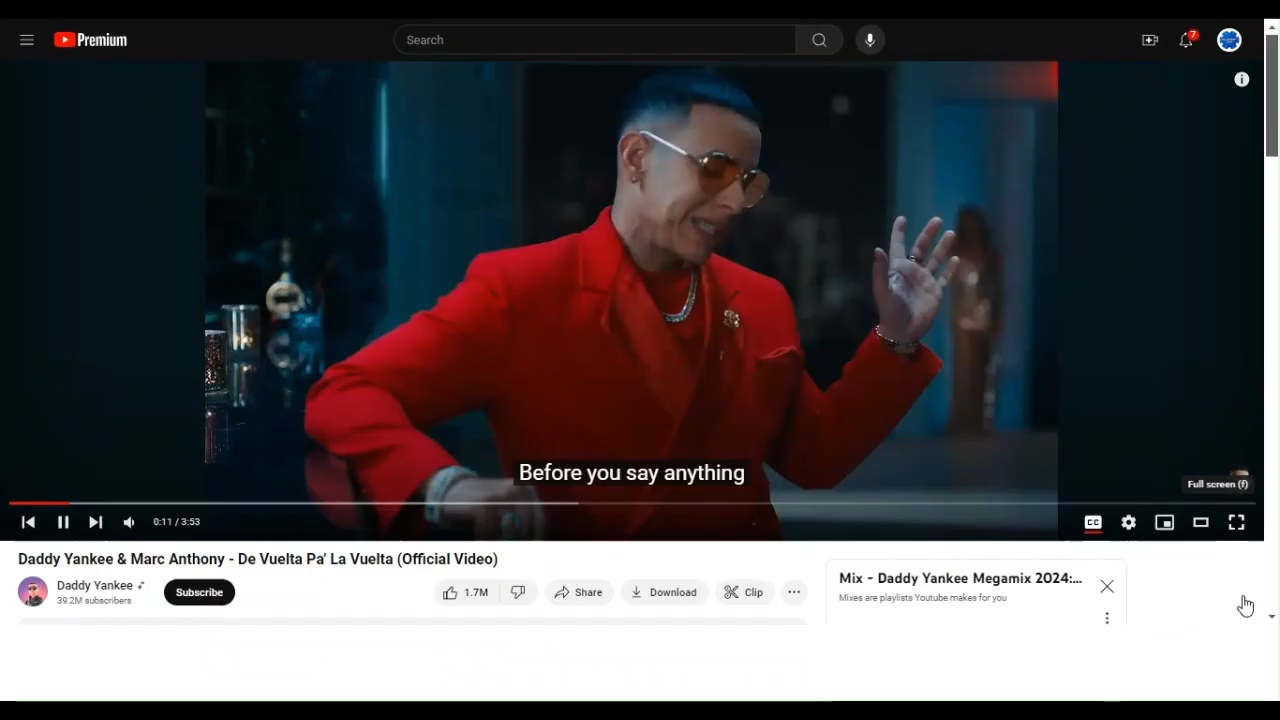 Premium
Search
7
Before you say anything
Full screen (f)
0:11 / 3:53
CC
Daddy Yankee & Marc Anthony - De Vuelta Pa' La Vuelta (Official Video)
Daddy Yankee
39.2M subscribers
Subscribe
1.7M
Share
Download
Clip
Mix - Daddy Yankee Megamix 2024:...
Mixes are playlists Youtube makes for you